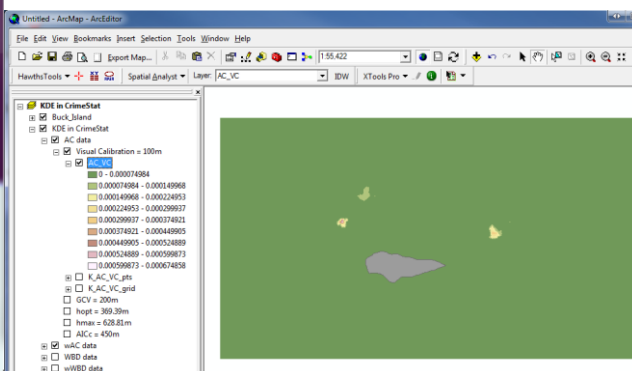 Untitled - ArcMap - ArcEditor
File Edit View Bookmarks Insert Selection Tools Window Help
Export Map... 1:55,422
HawthsTools Spatial Analyst Layer: AC_VC IDW XTools Pro
KDE in CrimeStat
Buck_Island
KDE in CrimeStat
AC data
Visual Calibration = 100m
AC_VC
0 - 0.000074984
0.000074984 - 0.000149968
0.000149968 - 0.000224953
0.000224953 - 0.000299937
0.000299937 - 0.000374921
0.000374921 - 0.000449905
0.000449905 - 0.000524889
0.000524889 - 0.000599873
0.000599873 - 0.000674858
K_AC_VC_pts
K_AC_VC_grid
GCV = 200m
hopt = 369.39m
hmax = 628.81m
AICc = 450m
wAC data
WBD data
wWBD data